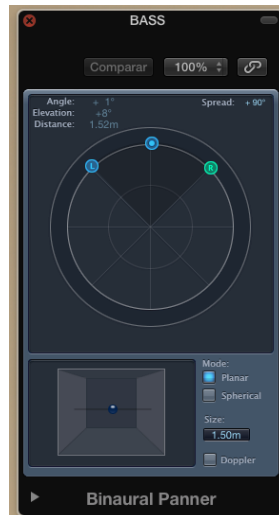 BASS
Comparar 100%
Angle: + 1° Spread: + 90°
Elevation: +8°
Distance: 1.52m
L R
Mode:
Planar
Spherical
Size:
1.50m
Doppler
Binaural Panner